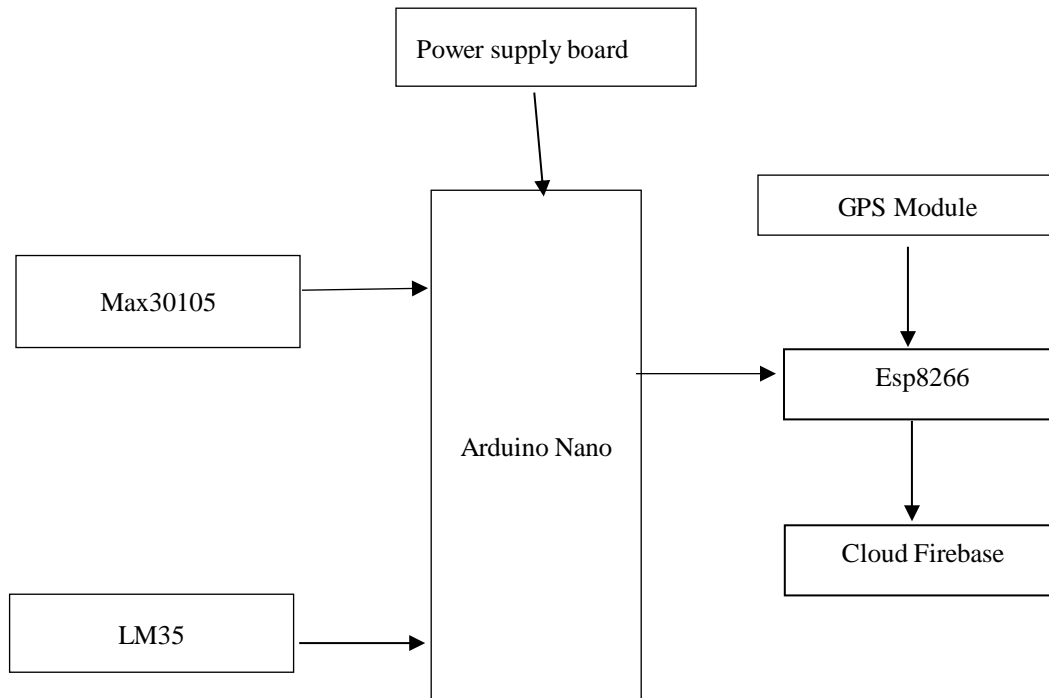 Power supply board
GPS Module
Max30105
Esp8266
Arduino Nano
Cloud Firebase
LM35